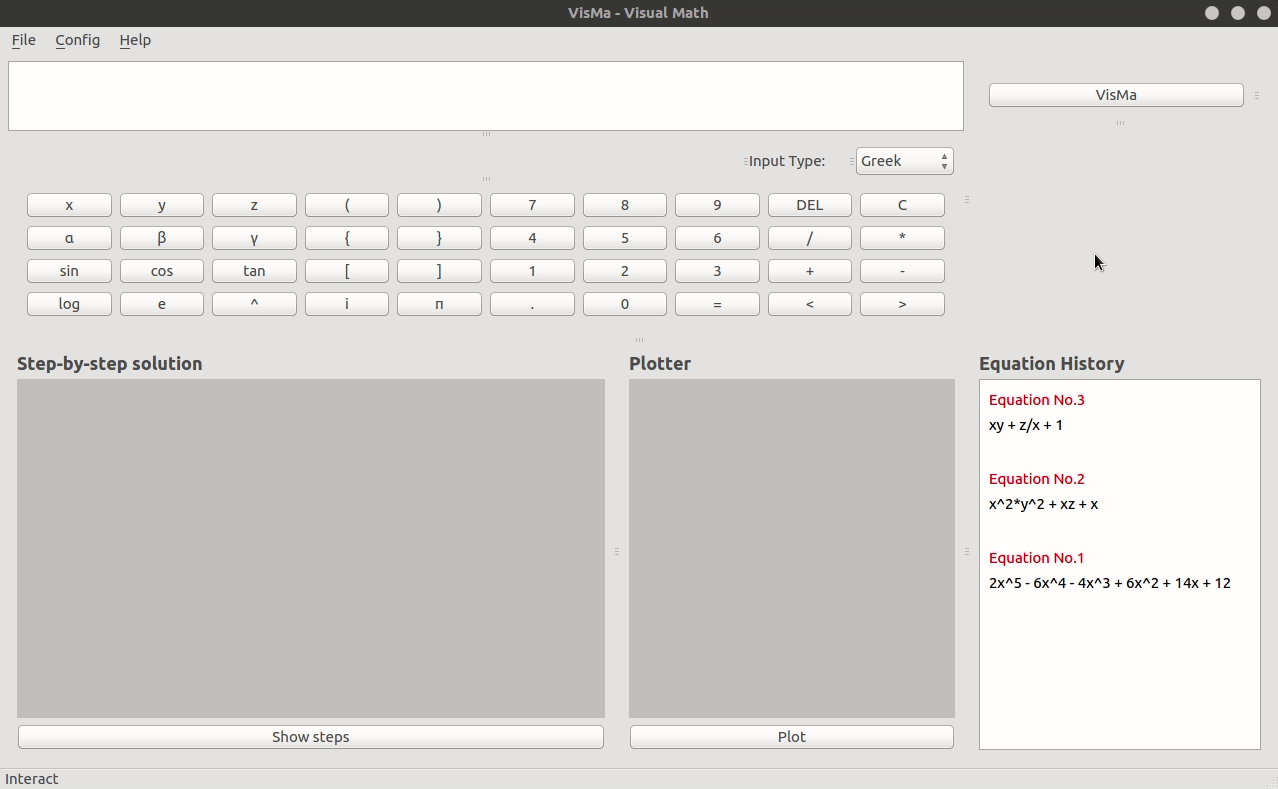 VisMa - Visual Math
File Config Help
VisMa
Input Type: Greek
x y z ( ) 7 8 9 DEL C
α β γ { } 4 5 6 / *
sin cos tan [ ] 1 2 3 + -
log e ^ i п . 0 = < >
Step-by-step solution Plotter Equation History
Equation No.3
xy + z/x + 1
Equation No.2
x^2*y^2 + xz + x
Equation No.1
2x^5 - 6x^4 - 4x^3 + 6x^2 + 14x + 12
Show steps Plot
Interact